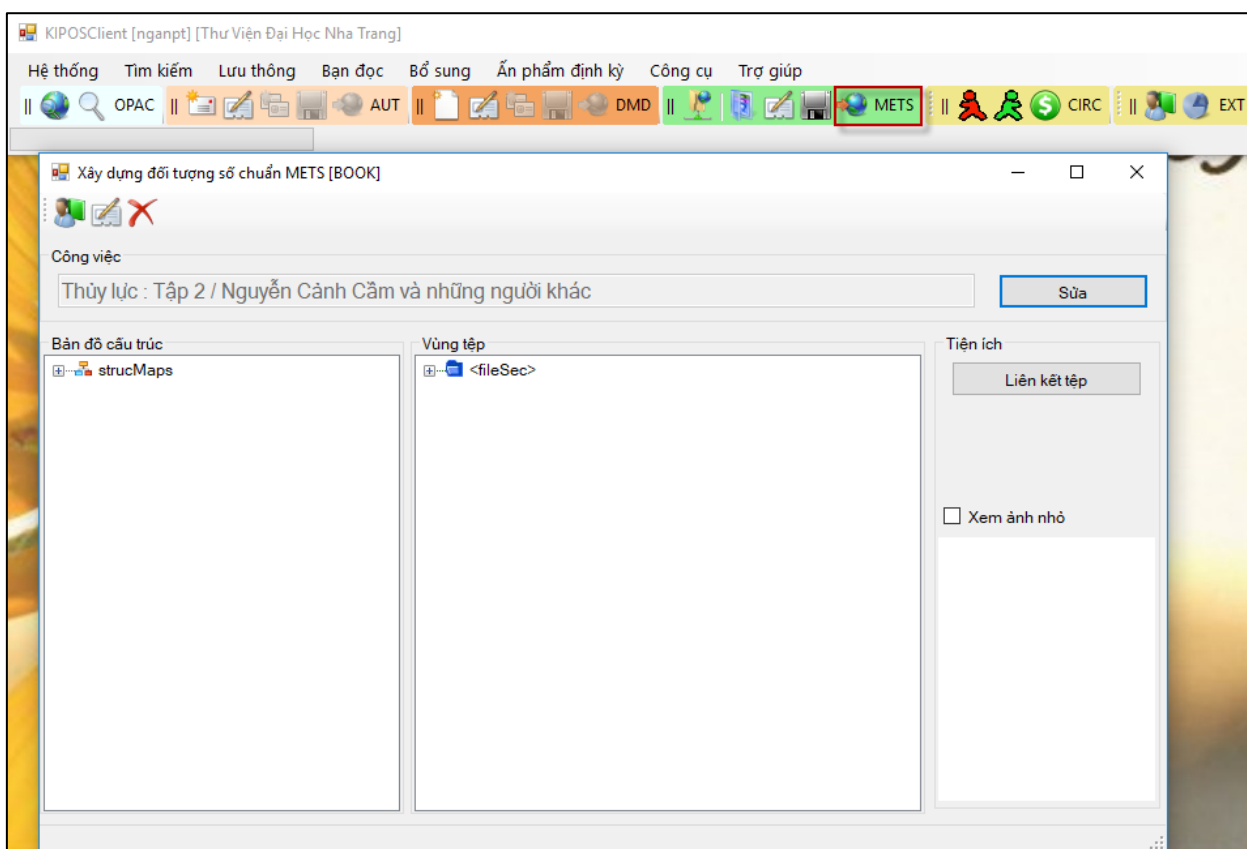 KIPOSClient [nganpt] [Thư Viện Đại Học Nha Trang]
Hệ thống Tìm kiếm Lưu thông Bạn đọc Bổ sung Ấn phẩm định kỳ Công cụ Trợ giúp
OPAC AUT DMD METS CIRC EXT
Xây dựng đối tượng số chuẩn METS [BOOK]
Công việc
Thủy lực : Tập 2 / Nguyễn Cảnh Cầm và những người khác Sửa
Bản đồ cấu trúc Vùng tệp Tiện ích
strucMaps <fileSec>
Liên kết tệp
Xem ảnh nhỏ